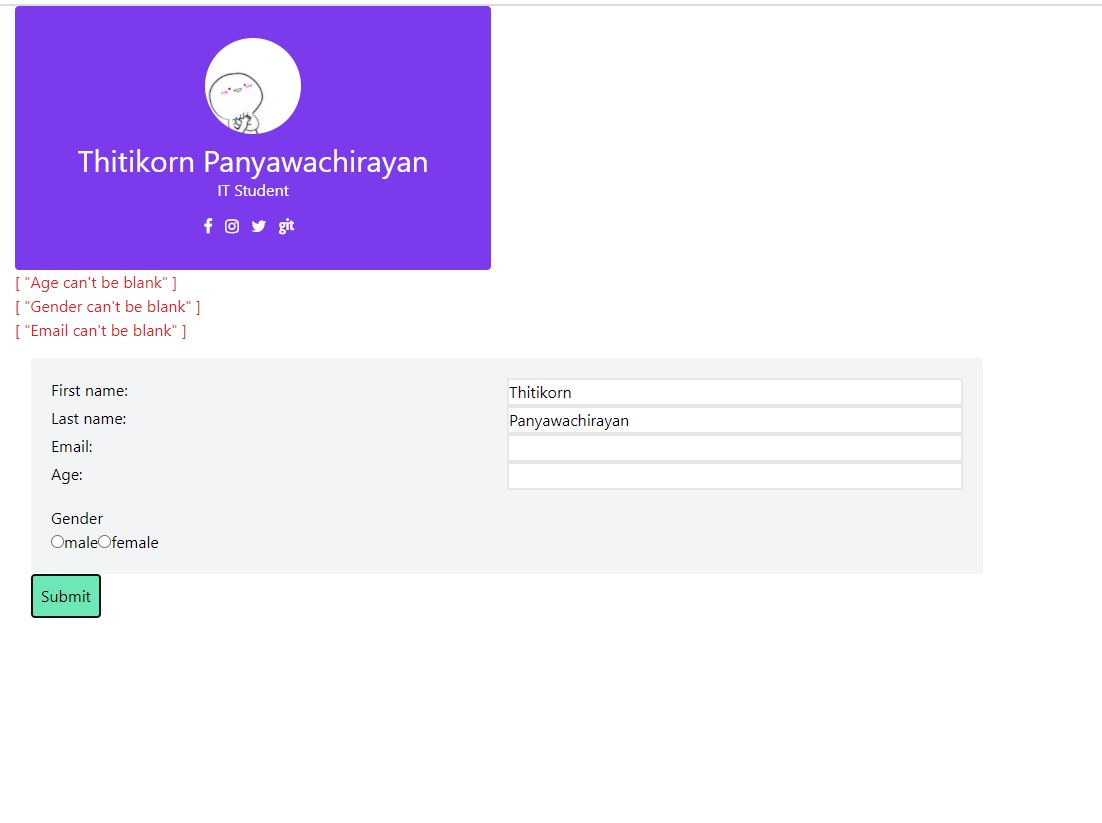 Thitikorn Panyawachirayan
IT Student
git
[ "Age can't be blank" ]
[ "Gender can't be blank" ]
[ "Email can't be blank" ]
First name: Thitikorn
Last name: Panyawachirayan
Email:
Age:
Gender
male female
Submit